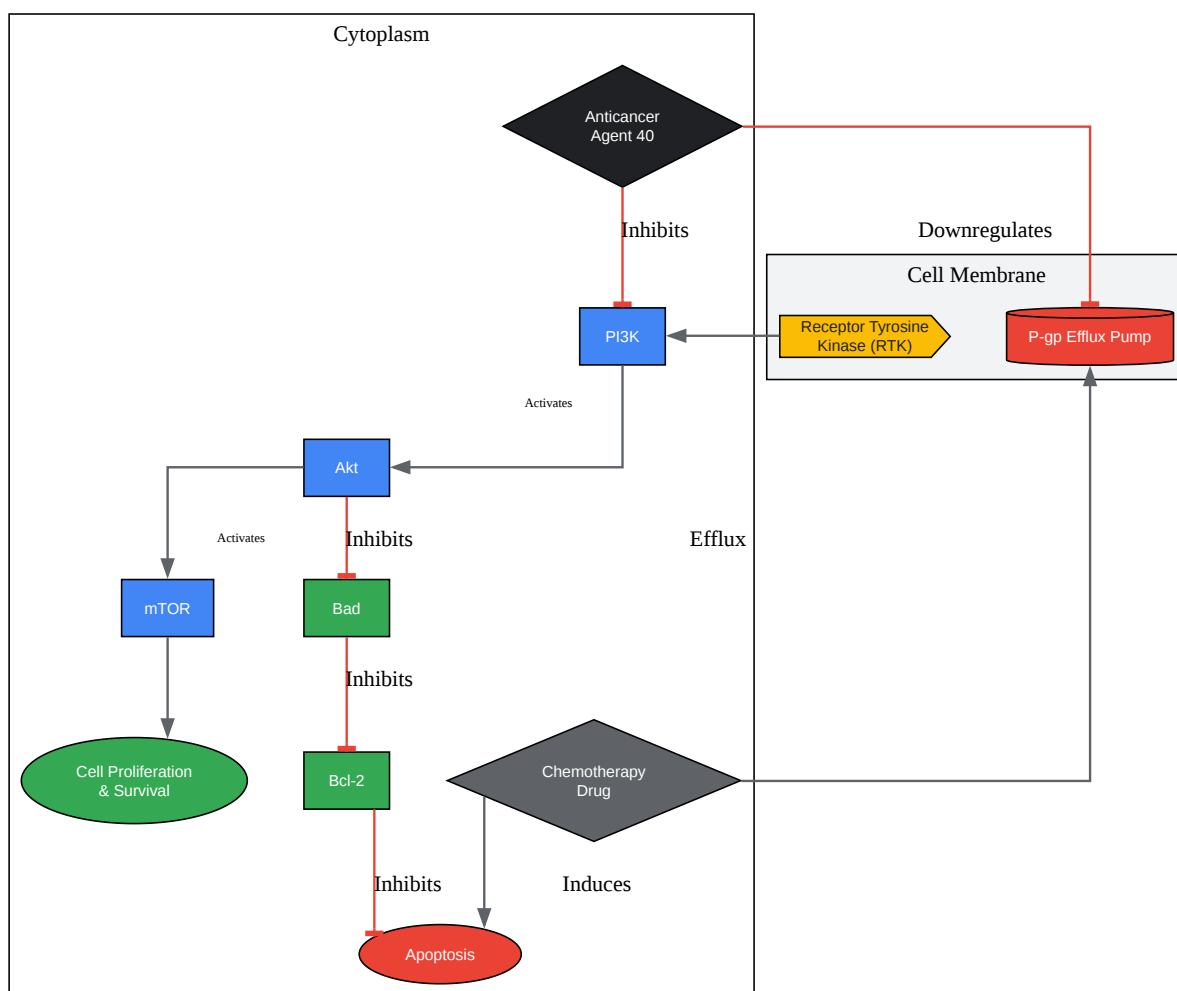 Cytoplasm
Anticancer
Agent 40
Inhibits
Downregulates
Cell Membrane
Receptor Tyrosine
Kinase (RTK)
P-gp Efflux Pump
PI3K
Activates
Akt
Activates
Inhibits
Efflux
mTOR
Bad
Inhibits
Cell Proliferation
& Survival
Bcl-2
Chemotherapy
Drug
Inhibits
Induces
Apoptosis